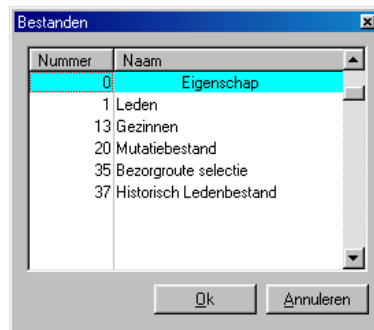 Bestanden
Nummer Naam
0 Eigenschap
1 Leden
13 Gezinnen
20 Mutatiebestand
35 Bezorgroute selectie
37 Historisch Ledenbestand
Ok Annuleren